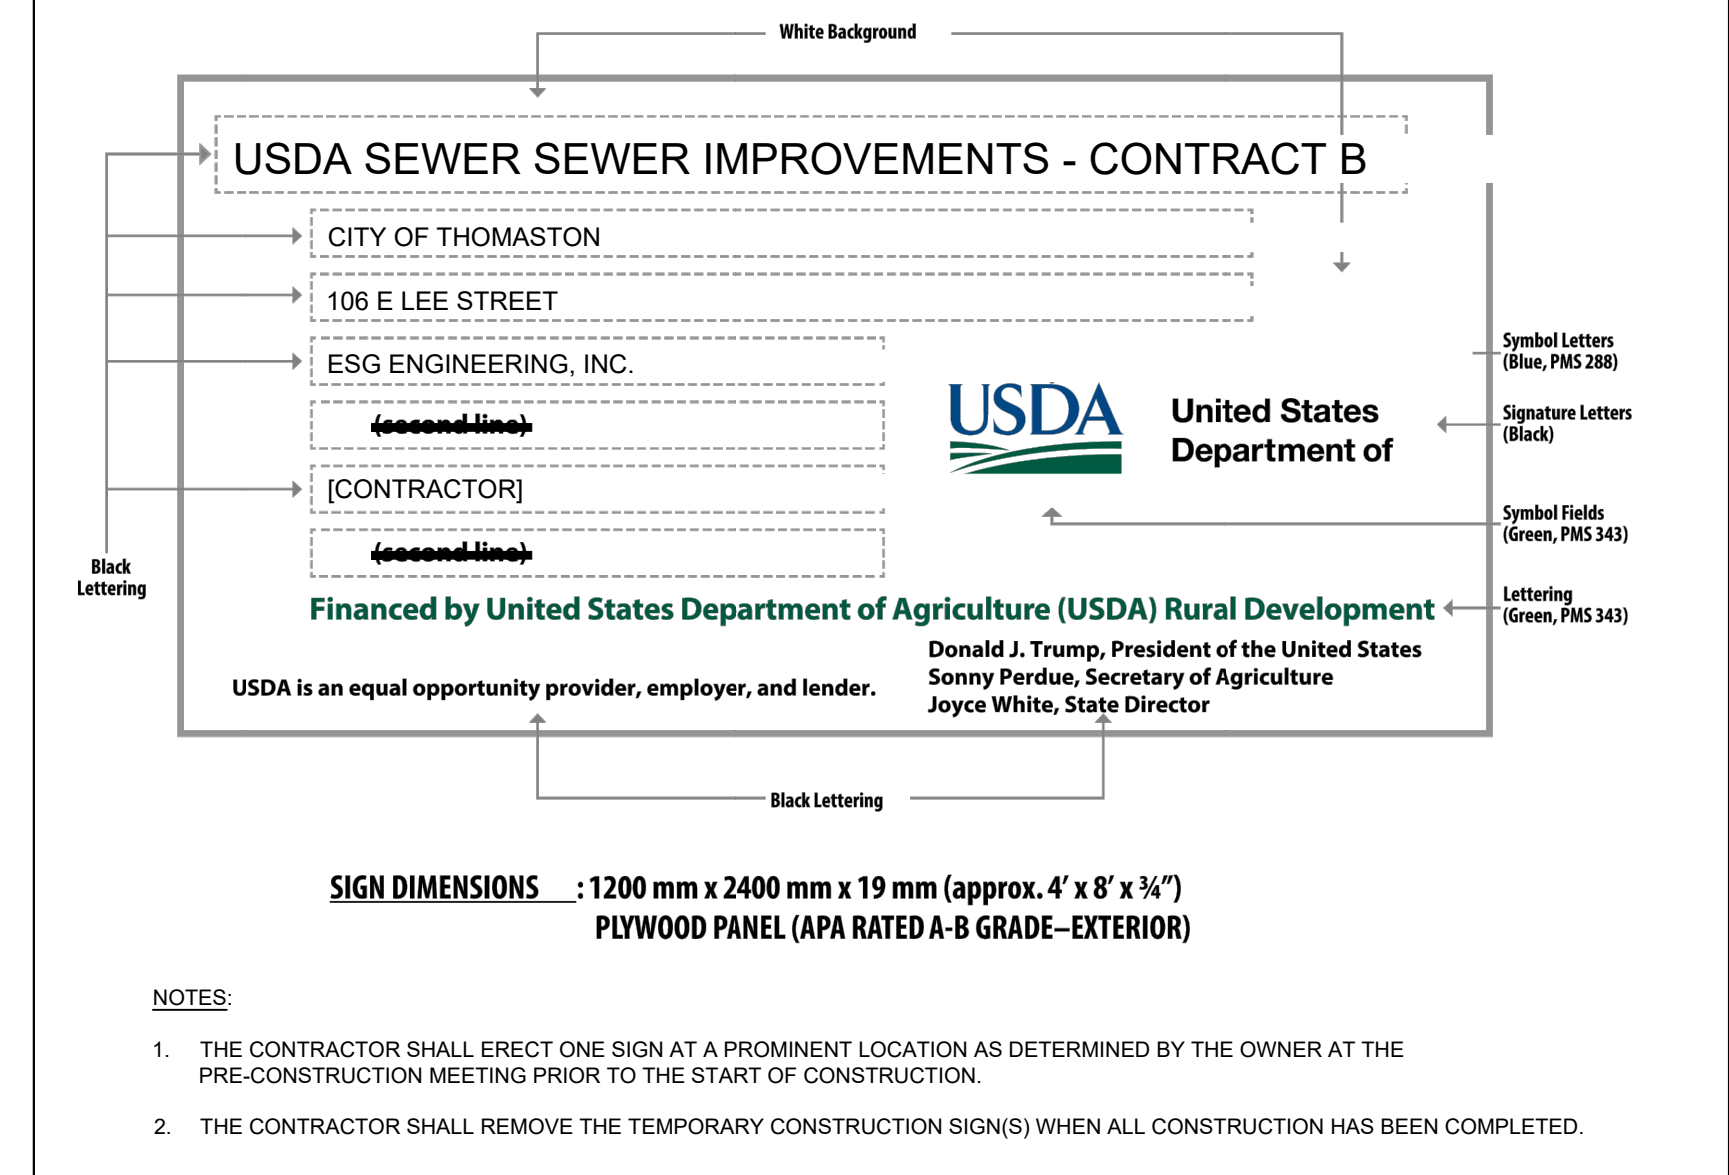 White Background
USDA SEWER SEWER IMPROVEMENTS - CONTRACT B
CITY OF THOMASTON
106 E LEE STREET
ESG ENGINEERING, INC.
(second line)
[CONTRACTOR]
(second line)
USDA
United States
Department of
Symbol Letters
(Blue, PMS 288)
Signature Letters
(Black)
Symbol Fields
(Green, PMS 343)
Lettering
(Green, PMS 343)
Black
Lettering
Financed by United States Department of Agriculture (USDA) Rural Development
Donald J. Trump, President of the United States
Sonny Perdue, Secretary of Agriculture
Joyce White, State Director
USDA is an equal opportunity provider, employer, and lender.
Black Lettering
SIGN DIMENSIONS : 1200 mm x 2400 mm x 19 mm (approx. 4′ x 8′ x ¾″)
PLYWOOD PANEL (APA RATED A-B GRADE–EXTERIOR)
NOTES:
1. THE CONTRACTOR SHALL ERECT ONE SIGN AT A PROMINENT LOCATION AS DETERMINED BY THE OWNER AT THE
PRE-CONSTRUCTION MEETING PRIOR TO THE START OF CONSTRUCTION.
2. THE CONTRACTOR SHALL REMOVE THE TEMPORARY CONSTRUCTION SIGN(S) WHEN ALL CONSTRUCTION HAS BEEN COMPLETED.